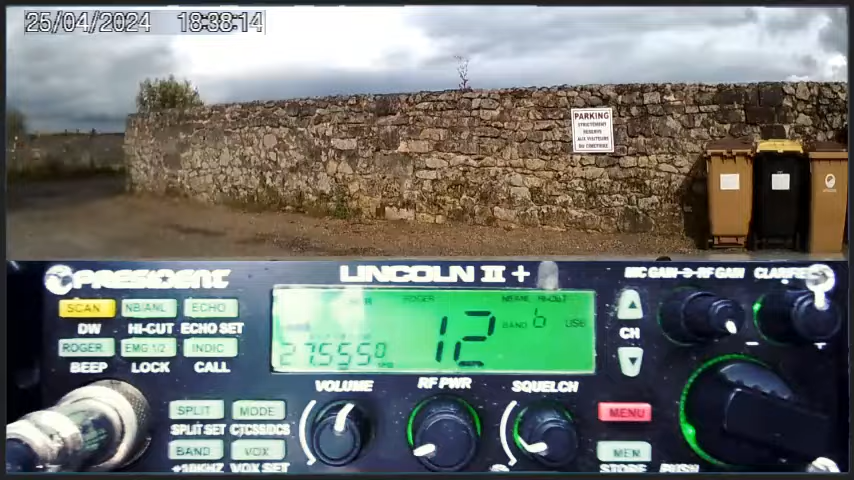 25/04/2024 18:38:14
PARKING
STRICTEMENT
RESERVE
AUX VISITEURS
DU CIMETIERE
PRESIDENT
LINCOLN II +
MIC GAIN RF GAIN CLARIFIER
SCAN NB/ANL ECHO
DW HI-CUT ECHO SET
ROGER EMG 1/2 INDIC
BEEP LOCK CALL
ROGER NB/ANL HI-CUT
12 BAND 6 USB
27.5550
CH
VOLUME RF PWR SQUELCH
SPLIT MODE
SPLIT SET CTCSS/DCS
BAND VOX
+10KHZ VOX SET
MENU
MEM
STORE PUSH